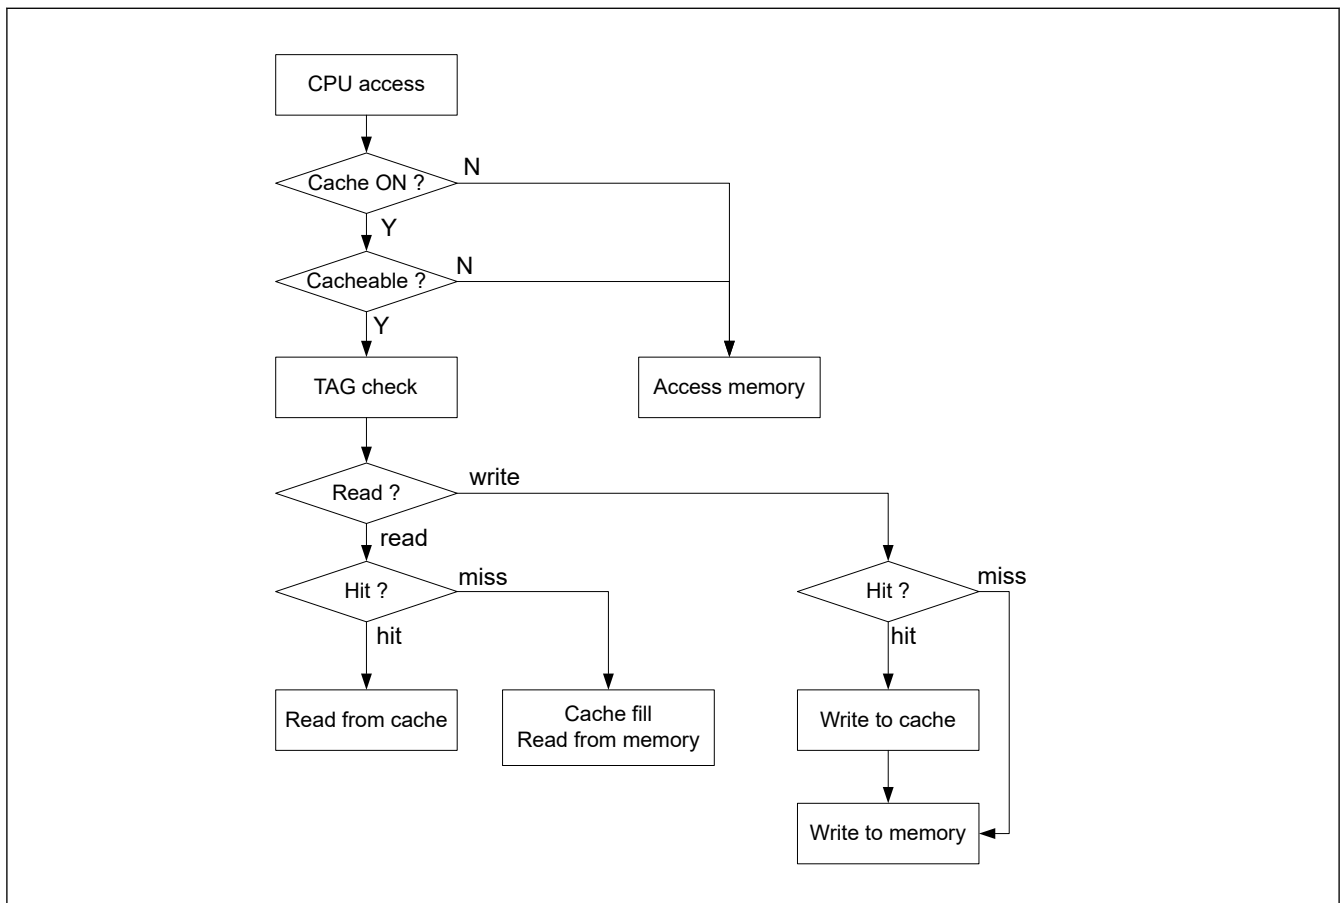 CPU access
Cache ON ?
N
Y
Cacheable ?
N
Y
TAG check
Access memory
Read ?
write
read
Hit ?
miss
Hit ?
miss
hit
hit
Read from cache
Cache fill
Read from memory
Write to cache
Write to memory